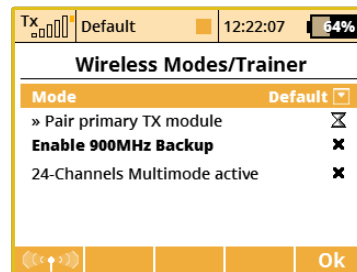 Tx Default 12:22:07 64%
Wireless Modes/Trainer
Mode Default
» Pair primary TX module
Enable 900MHz Backup
24-Channels Multimode active
Ok